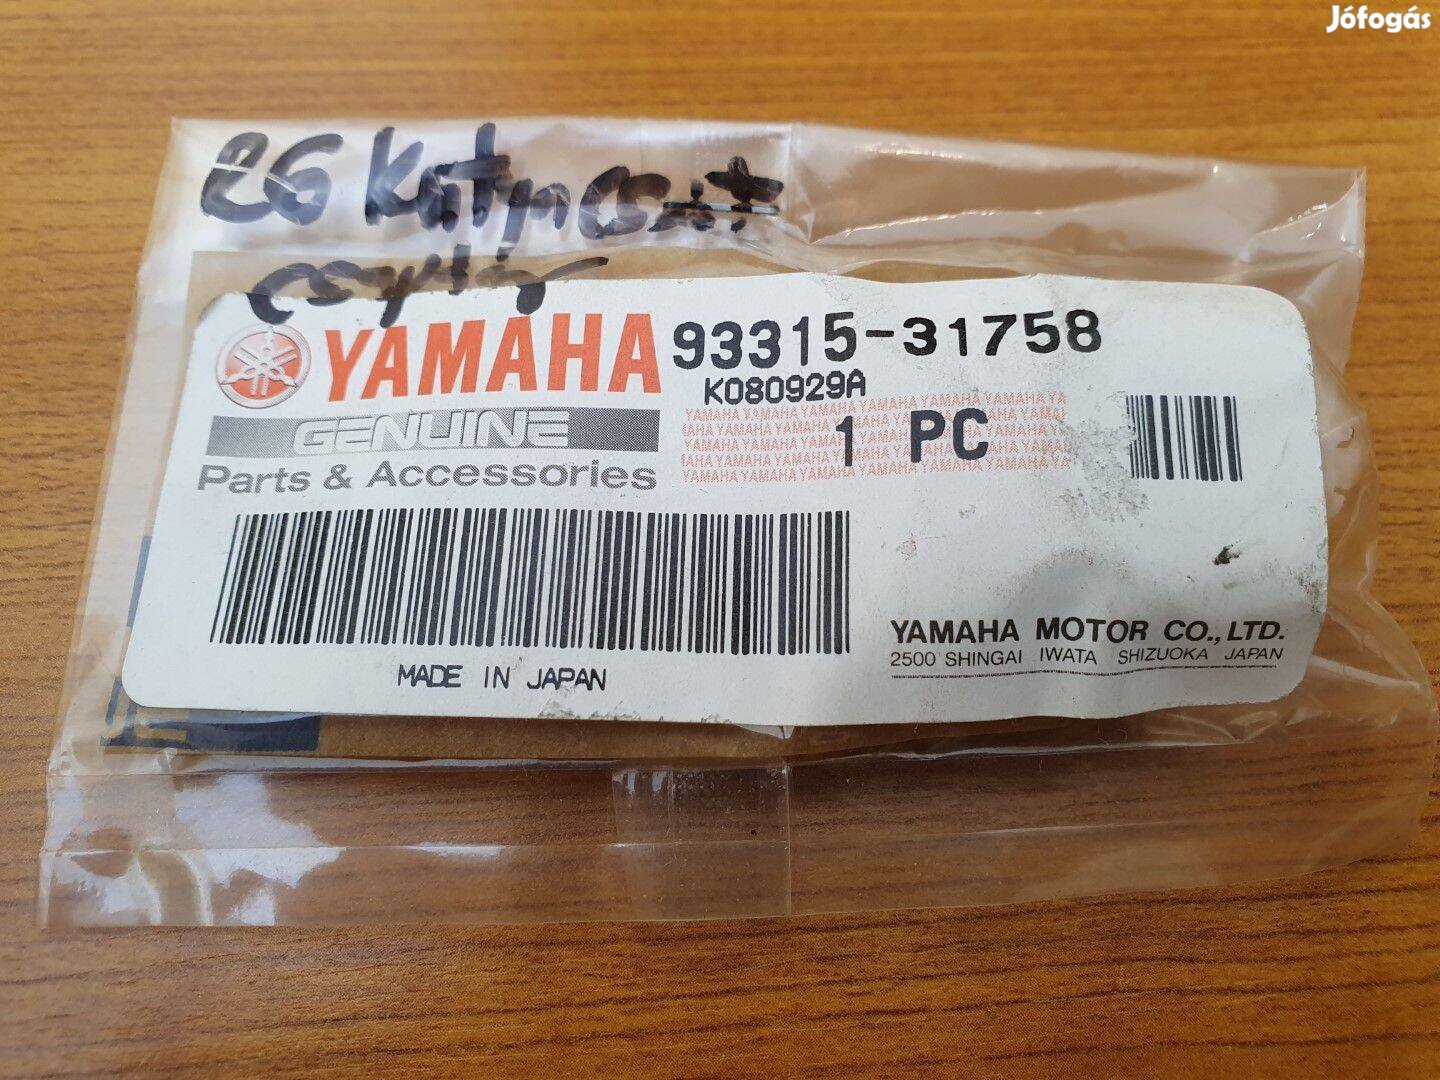 Jófogás
YAMAHA 93315-31758
K080929A
GENUINE
1 PC
Parts & Accessories
MADE IN JAPAN
YAMAHA MOTOR CO., LTD.
2500 SHINGAI IWATA SHIZUOKA JAPAN